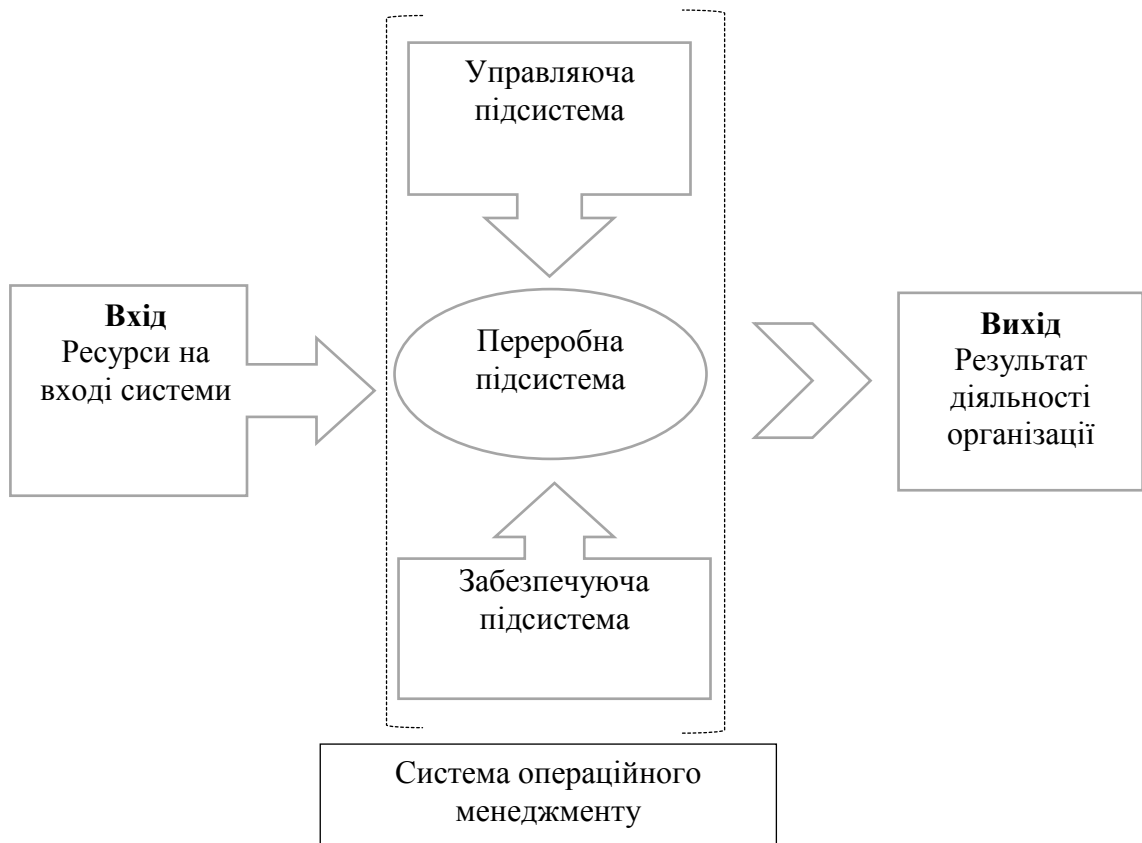 Управляюча
підсистема
Вхід
Ресурси на
вході системи
Переробна
підсистема
Вихід
Результат
діяльності
організації
Забезпечуюча
підсистема
Система операційного
менеджменту